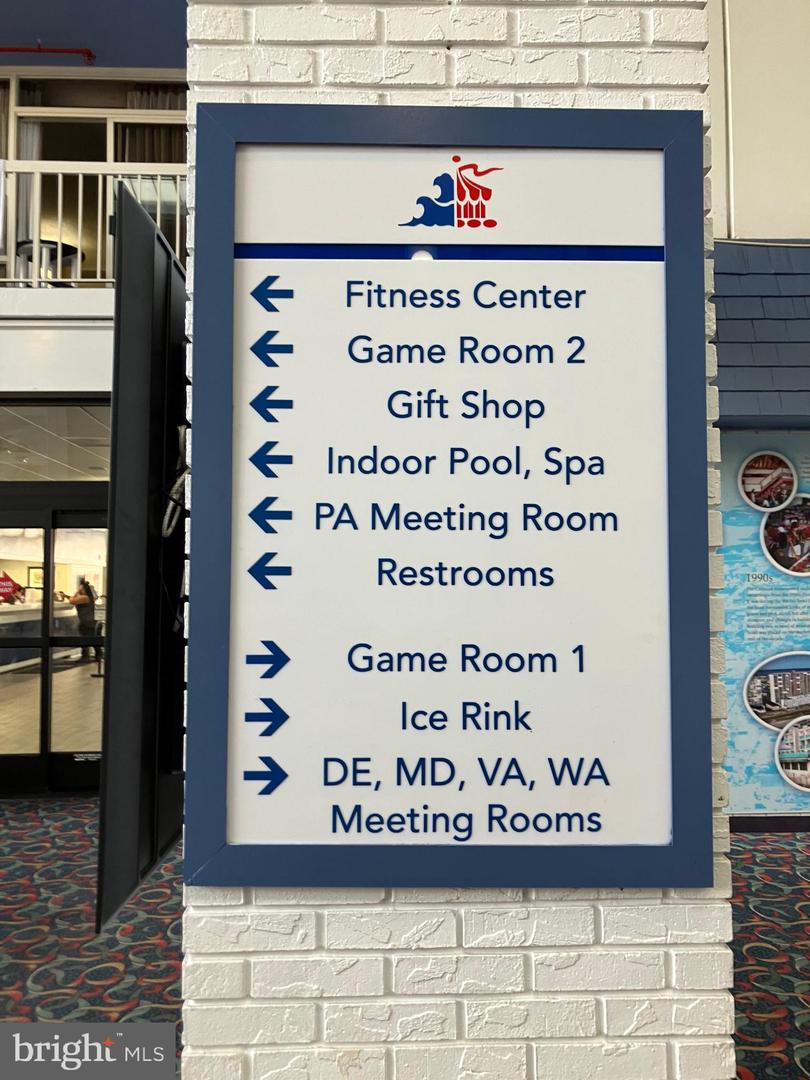 Fitness Center
Game Room 2
Gift Shop
Indoor Pool, Spa
PA Meeting Room
Restrooms
Game Room 1
Ice Rink
DE, MD, VA, WA
Meeting Rooms
1990s
bright™ MLS